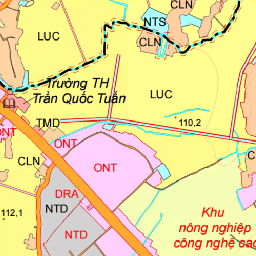 NTS
LUC
CLN
Trường TH
Trần Quốc Tuấn
LUC
TMD
110,2
ONT
ONT
CLN
ONT
DRA
NTD
112,1
Khu
nông nghiệp
công nghệ cao
NTD